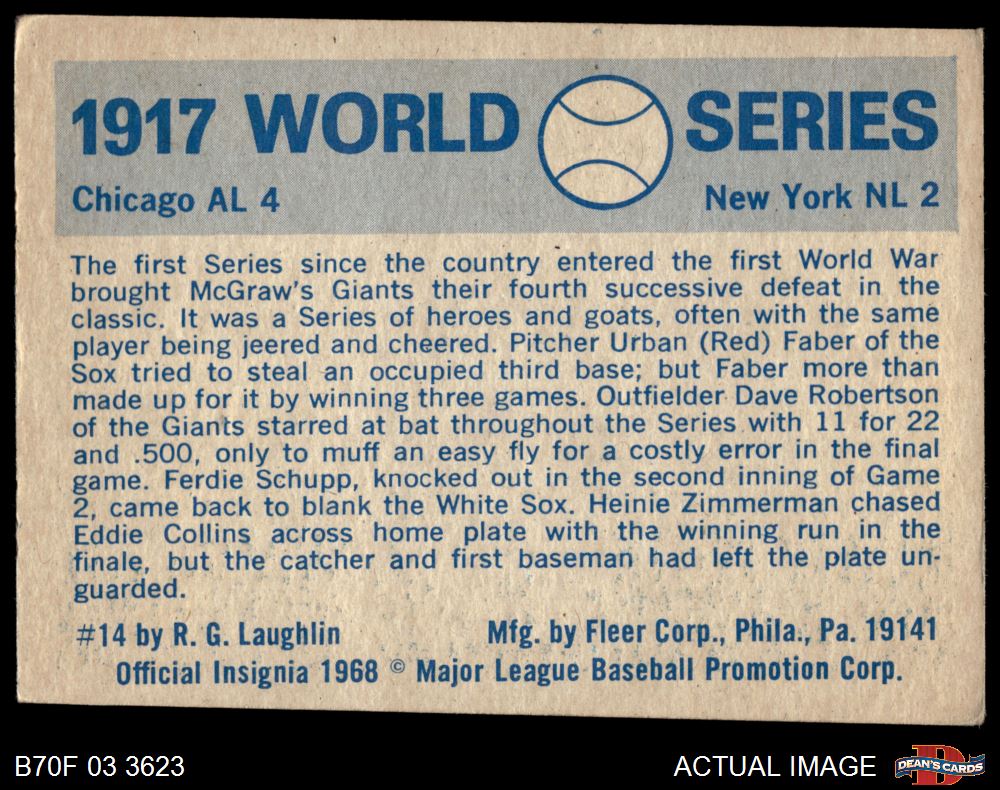 1917 WORLD SERIES
Chicago AL 4 New York NL 2
The first Series since the country entered the first World War
brought McGraw's Giants their fourth successive defeat in the
classic. It was a Series of heroes and goats, often with the same
player being jeered and cheered. Pitcher Urban (Red) Faber of the
Sox tried to steal an occupied third base; but Faber more than
made up for it by winning three games. Outfielder Dave Robertson
of the Giants starred at bat throughout the Series with 11 for 22
and .500, only to muff an easy fly for a costly error in the final
game. Ferdie Schupp, knocked out in the second inning of Game
2, came back to blank the White Sox. Heinie Zimmerman chased
Eddie Collins across home plate with the winning run in the
finale, but the catcher and first baseman had left the plate un-
guarded.
#14 by R. G. Laughlin Mfg. by Fleer Corp., Phila., Pa. 19141
Official Insignia 1968 © Major League Baseball Promotion Corp.
B70F 03 3623 ACTUAL IMAGE D DEAN'S CARDS